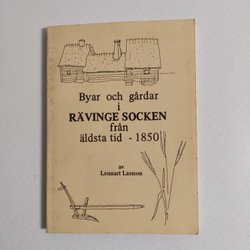 Byar och gårdar
i
RÄVINGE SOCKEN
från
äldsta tid - 1850
av
Lennart Larsson